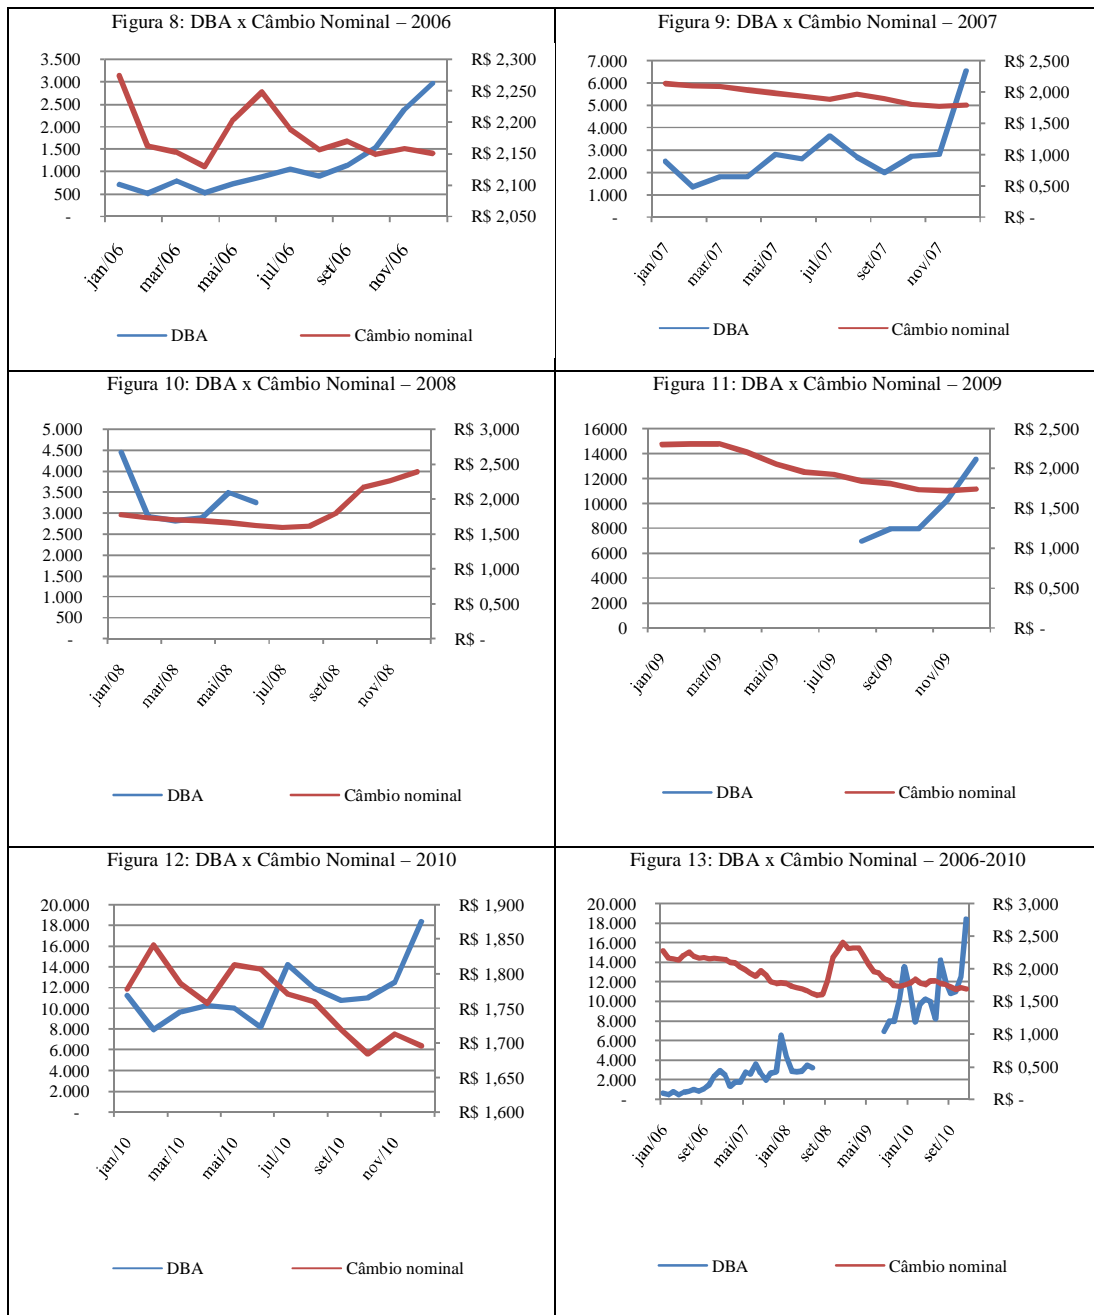 Figura 8: DBA x Câmbio Nominal – 2006
3.500
3.000
2.500
2.000
1.500
1.000
500
-
R$ 2,300
R$ 2,250
R$ 2,200
R$ 2,150
R$ 2,100
R$ 2,050
jan/06
mar/06
mai/06
jul/06
set/06
nov/06
DBA
Câmbio nominal
Figura 9: DBA x Câmbio Nominal – 2007
7.000
6.000
5.000
4.000
3.000
2.000
1.000
-
R$ 2,500
R$ 2,000
R$ 1,500
R$ 1,000
R$ 0,500
R$ -
jan/07
mar/07
mai/07
jul/07
set/07
nov/07
DBA
Câmbio nominal
Figura 10: DBA x Câmbio Nominal – 2008
5.000
4.500
4.000
3.500
3.000
2.500
2.000
1.500
1.000
500
-
R$ 3,000
R$ 2,500
R$ 2,000
R$ 1,500
R$ 1,000
R$ 0,500
R$ -
jan/08
mar/08
mai/08
jul/08
set/08
nov/08
DBA
Câmbio nominal
Figura 11: DBA x Câmbio Nominal – 2009
16000
14000
12000
10000
8000
6000
4000
2000
0
R$ 2,500
R$ 2,000
R$ 1,500
R$ 1,000
R$ 0,500
R$ -
jan/09
mar/09
mai/09
jul/09
set/09
nov/09
DBA
Câmbio nominal
Figura 12: DBA x Câmbio Nominal – 2010
20.000
18.000
16.000
14.000
12.000
10.000
8.000
6.000
4.000
2.000
-
R$ 1,900
R$ 1,850
R$ 1,800
R$ 1,750
R$ 1,700
R$ 1,650
R$ 1,600
jan/10
mar/10
mai/10
jul/10
set/10
nov/10
DBA
Câmbio nominal
Figura 13: DBA x Câmbio Nominal – 2006-2010
20.000
18.000
16.000
14.000
12.000
10.000
8.000
6.000
4.000
2.000
-
R$ 3,000
R$ 2,500
R$ 2,000
R$ 1,500
R$ 1,000
R$ 0,500
R$ -
jan/06
set/06
mai/07
jan/08
set/08
mai/09
jan/10
set/10
DBA
Câmbio nominal